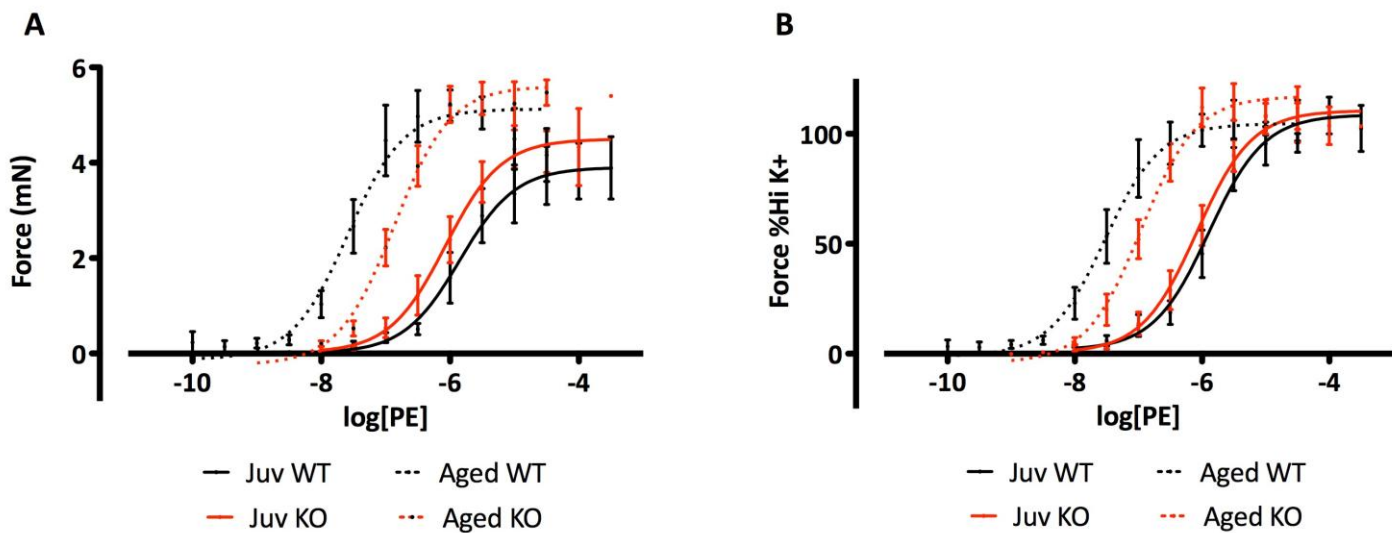 A
B
6
4
2
0
Force (mN)
-10 -8 -6 -4
log[PE]
100
50
0
Force %Hi K+
-10 -8 -6 -4
log[PE]
Juv WT Aged WT
Juv KO Aged KO
Juv WT Aged WT
Juv KO Aged KO